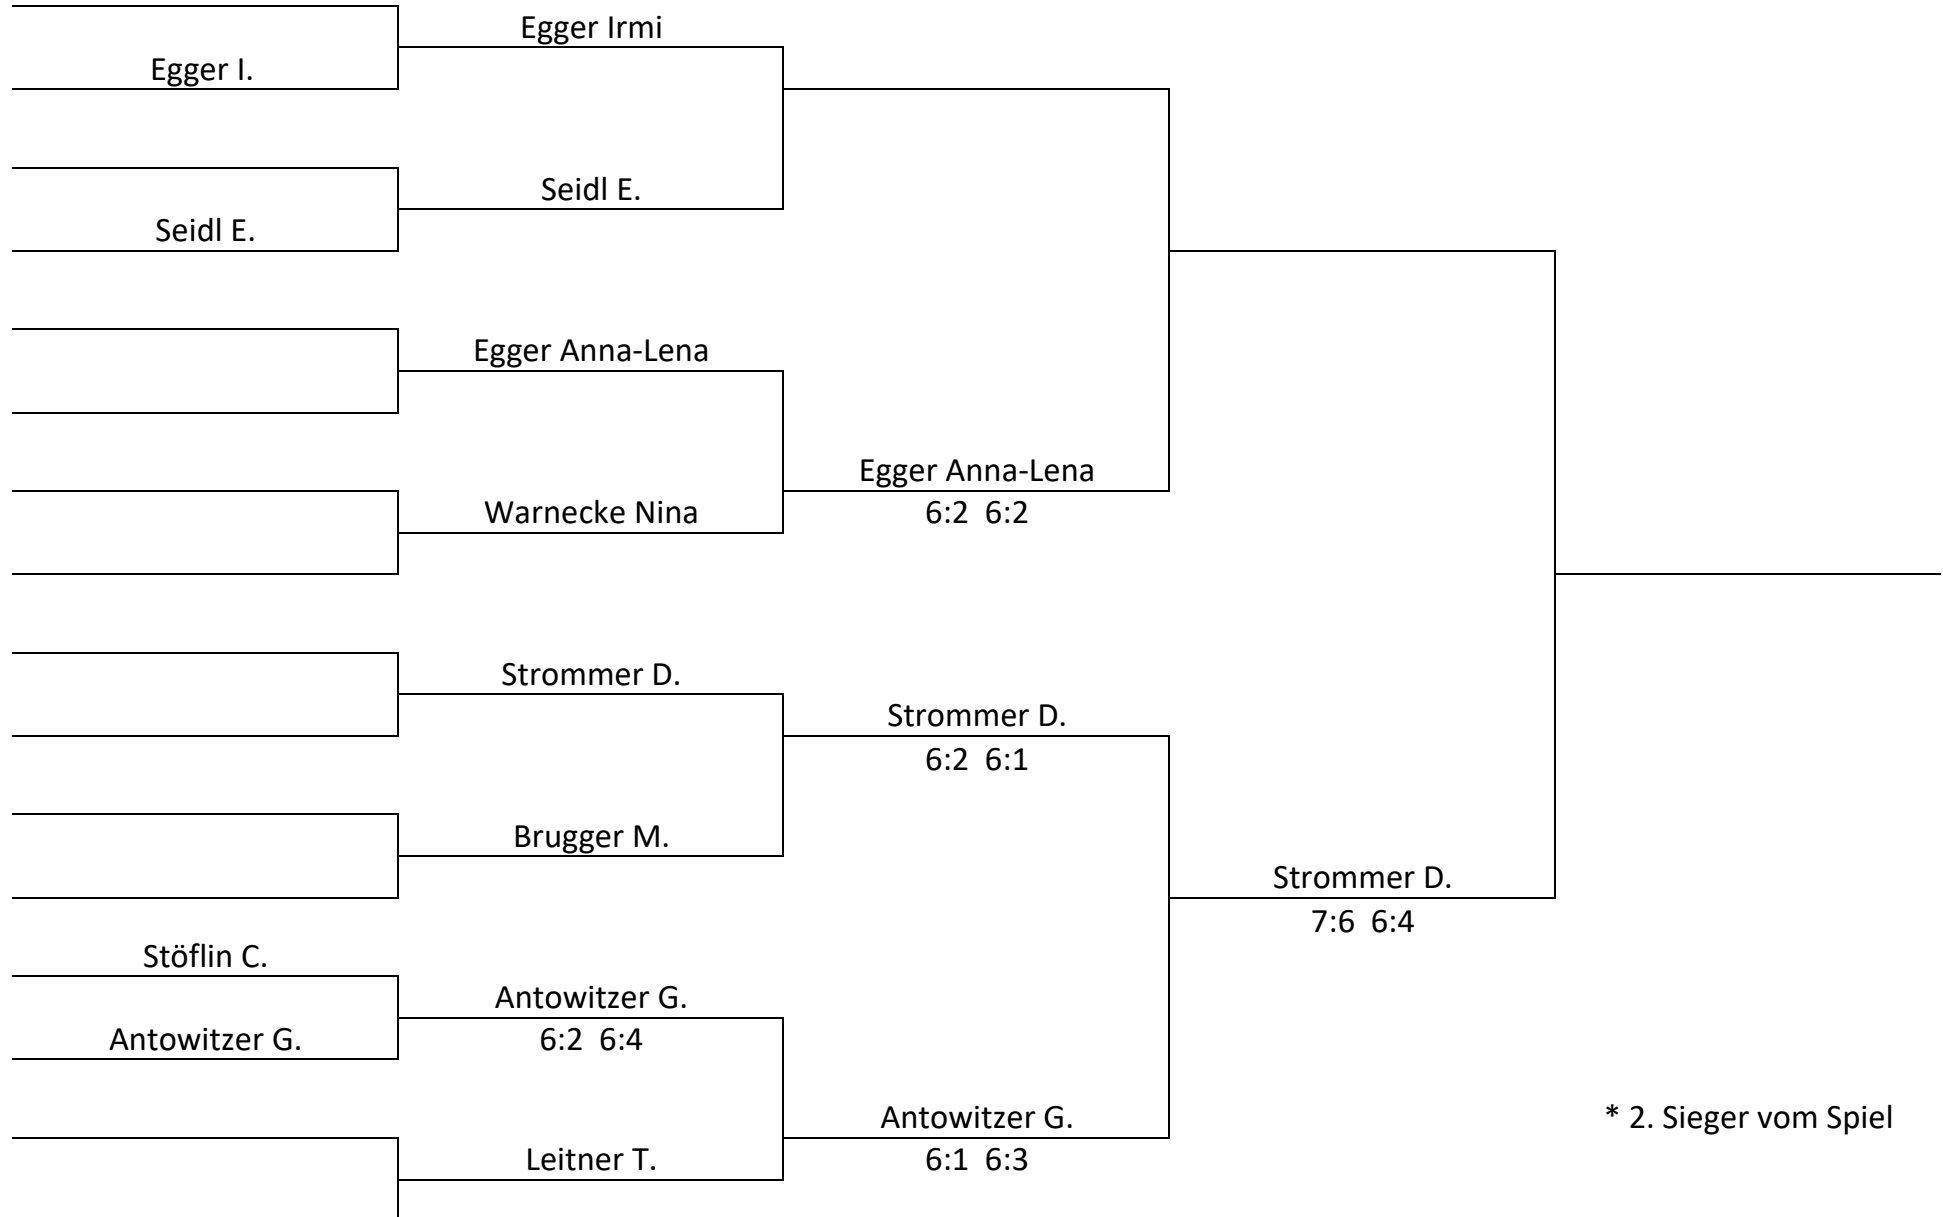 Egger Irmi
Egger I.
Seidl E.
Seidl E.
Egger Anna-Lena
Egger Anna-Lena
Warnecke Nina
6:2 6:2
Strommer D.
Strommer D.
6:2 6:1
Brugger M.
Strommer D.
7:6 6:4
Stöflin C.
Antowitzer G.
Antowitzer G.
6:2 6:4
Antowitzer G.
* 2. Sieger vom Spiel
Leitner T.
6:1 6:3